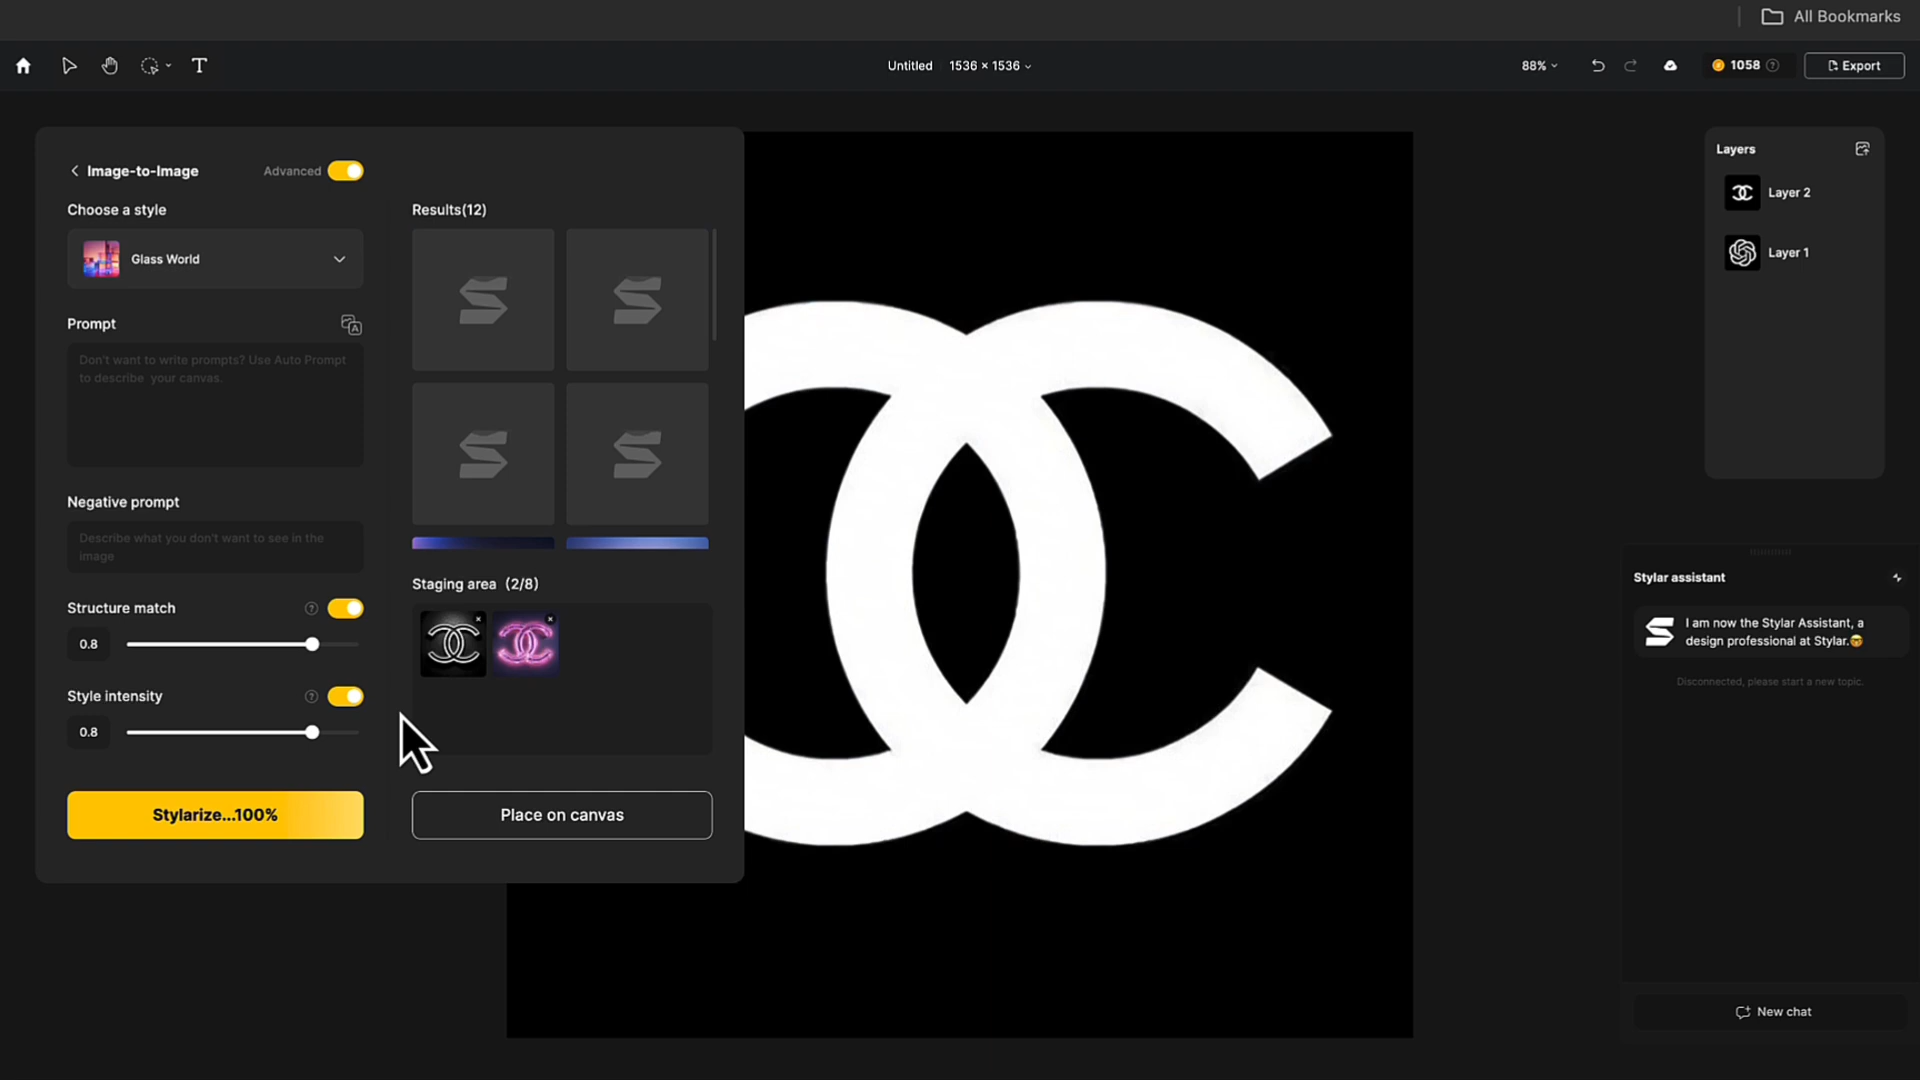 All Bookmarks
Untitled 1536 × 1536
88%
1058
Export
Image-to-Image
Advanced
Choose a style
Glass World
Prompt
Don't want to write prompts? Use Auto Prompt
to describe your canvas.
Negative prompt
Describe what you don't want to see in the
image
Structure match
0.8
Style intensity
0.8
Stylarize...100%
Results(12)
Staging area (2/8)
Place on canvas
Layers
Layer 2
Layer 1
Stylar assistant
I am now the Stylar Assistant, a
design professional at Stylar.🤓
Disconnected, please start a new topic.
New chat